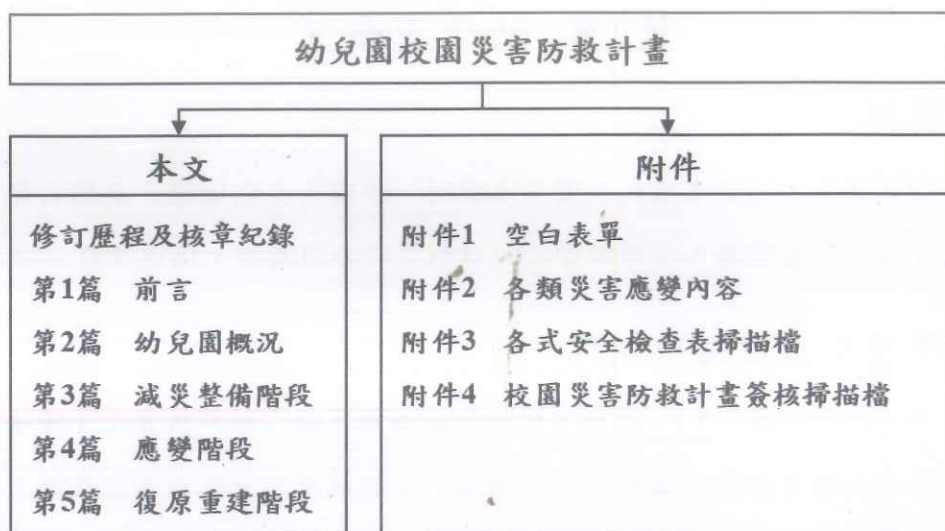 幼兒園校園災害防救計畫
本文
修訂歷程及核章紀錄
第1篇 前言
第2篇 幼兒園概況
第3篇 減災整備階段
第4篇 應變階段
第5篇 復原重建階段
附件
附件1 空白表單
附件2 各類災害應變內容
附件3 各式安全檢查表掃描檔
附件4 校園災害防救計畫簽核掃描檔